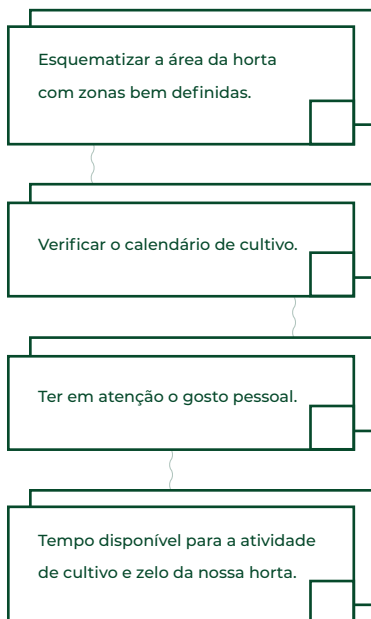 Esquematizar a área da horta
com zonas bem definidas.
Verificar o calendário de cultivo.
Ter em atenção o gosto pessoal.
Tempo disponível para a atividade
de cultivo e zelo da nossa horta.